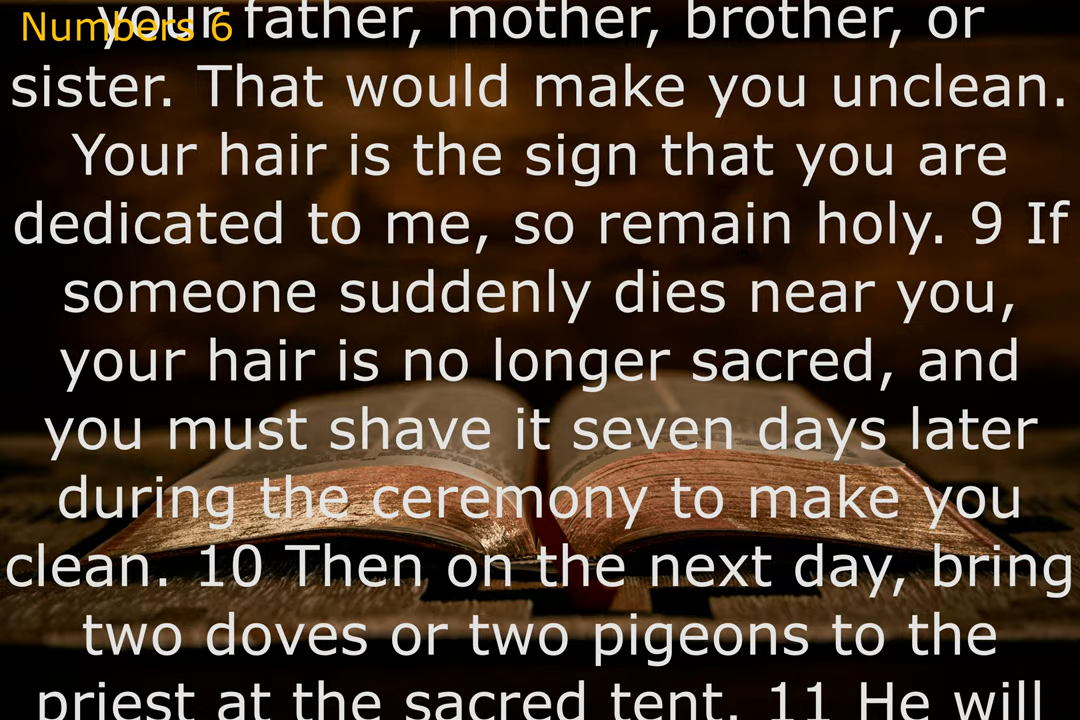 Numbers 6
your father, mother, brother, or
sister. That would make you unclean.
Your hair is the sign that you are
dedicated to me, so remain holy. 9 If
someone suddenly dies near you,
your hair is no longer sacred, and
you must shave it seven days later
during the ceremony to make you
clean. 10 Then on the next day, bring
two doves or two pigeons to the
priest at the sacred tent. 11 He will